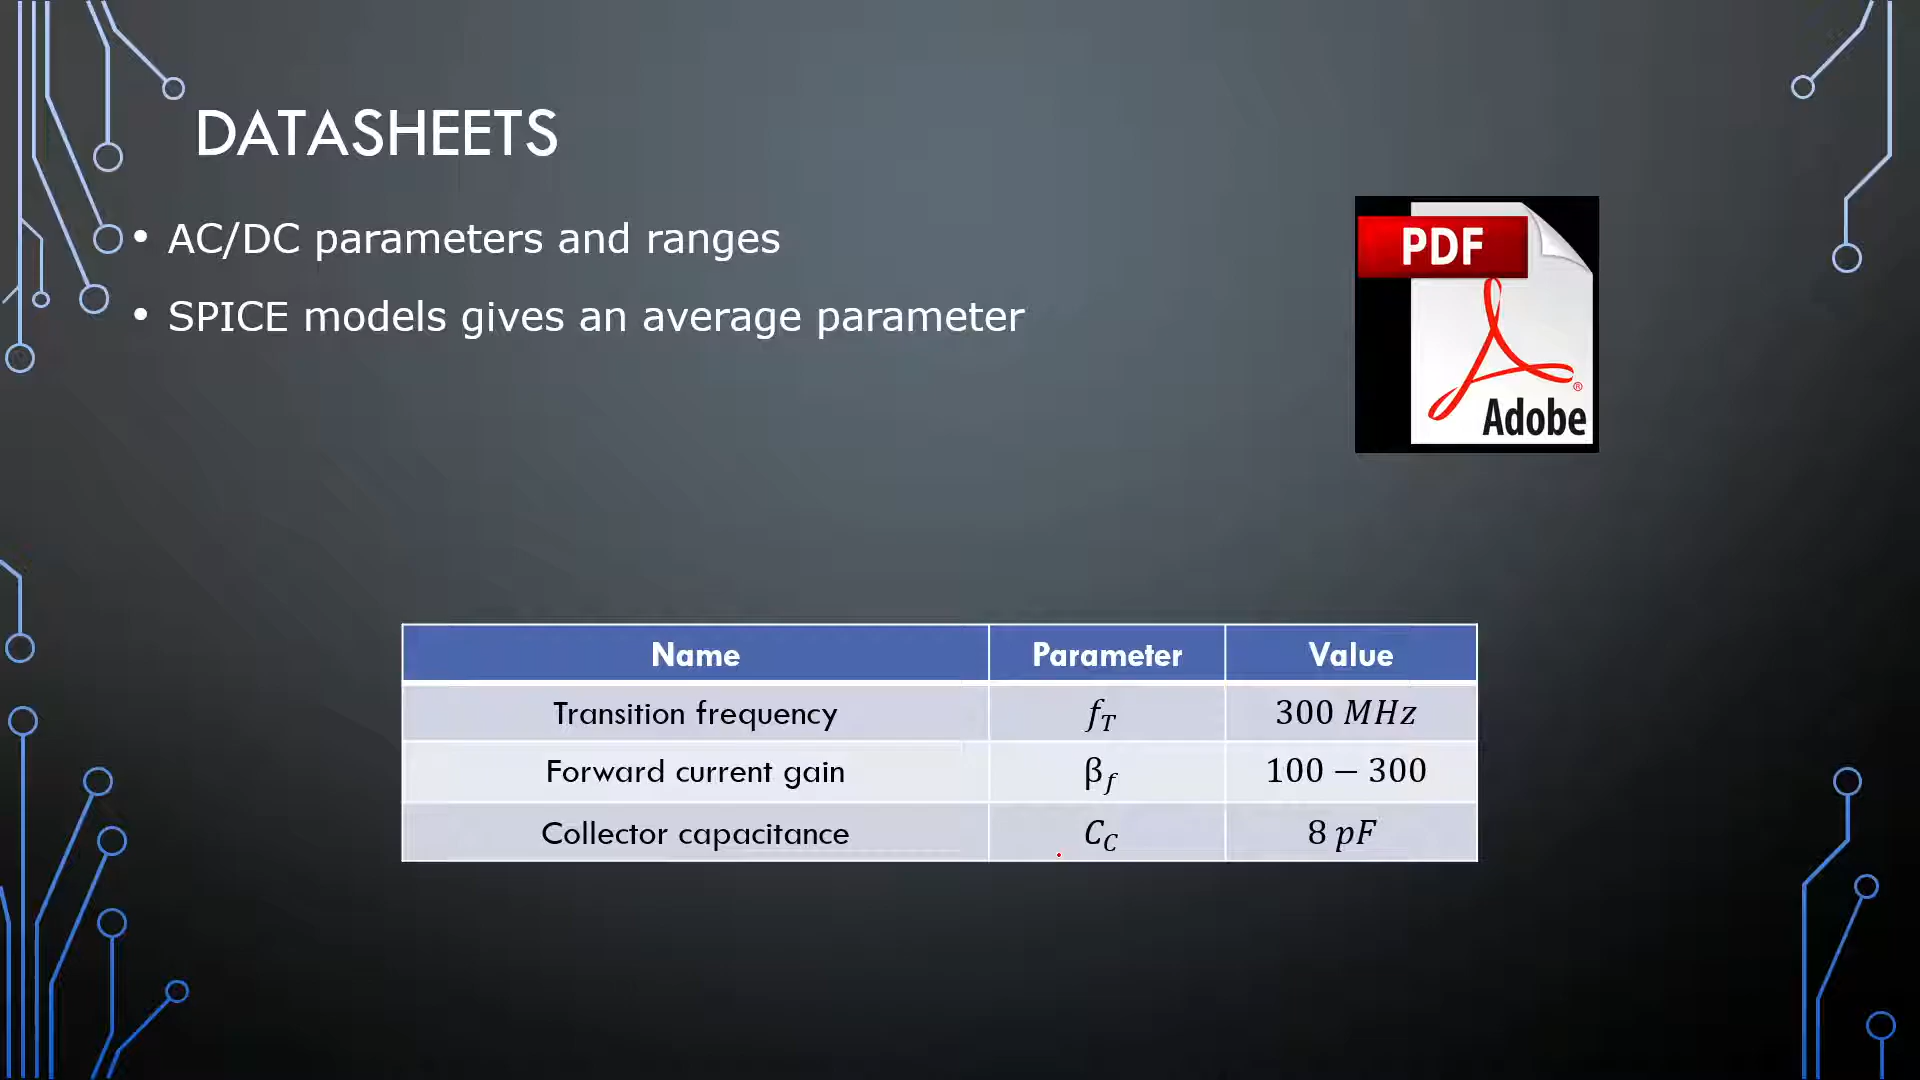 DATASHEETS
• AC/DC parameters and ranges
• SPICE models gives an average parameter
PDF
®
Adobe
Name Parameter Value
Transition frequency f_T 300 MHz
Forward current gain β_f 100 − 300
Collector capacitance C_C 8 pF